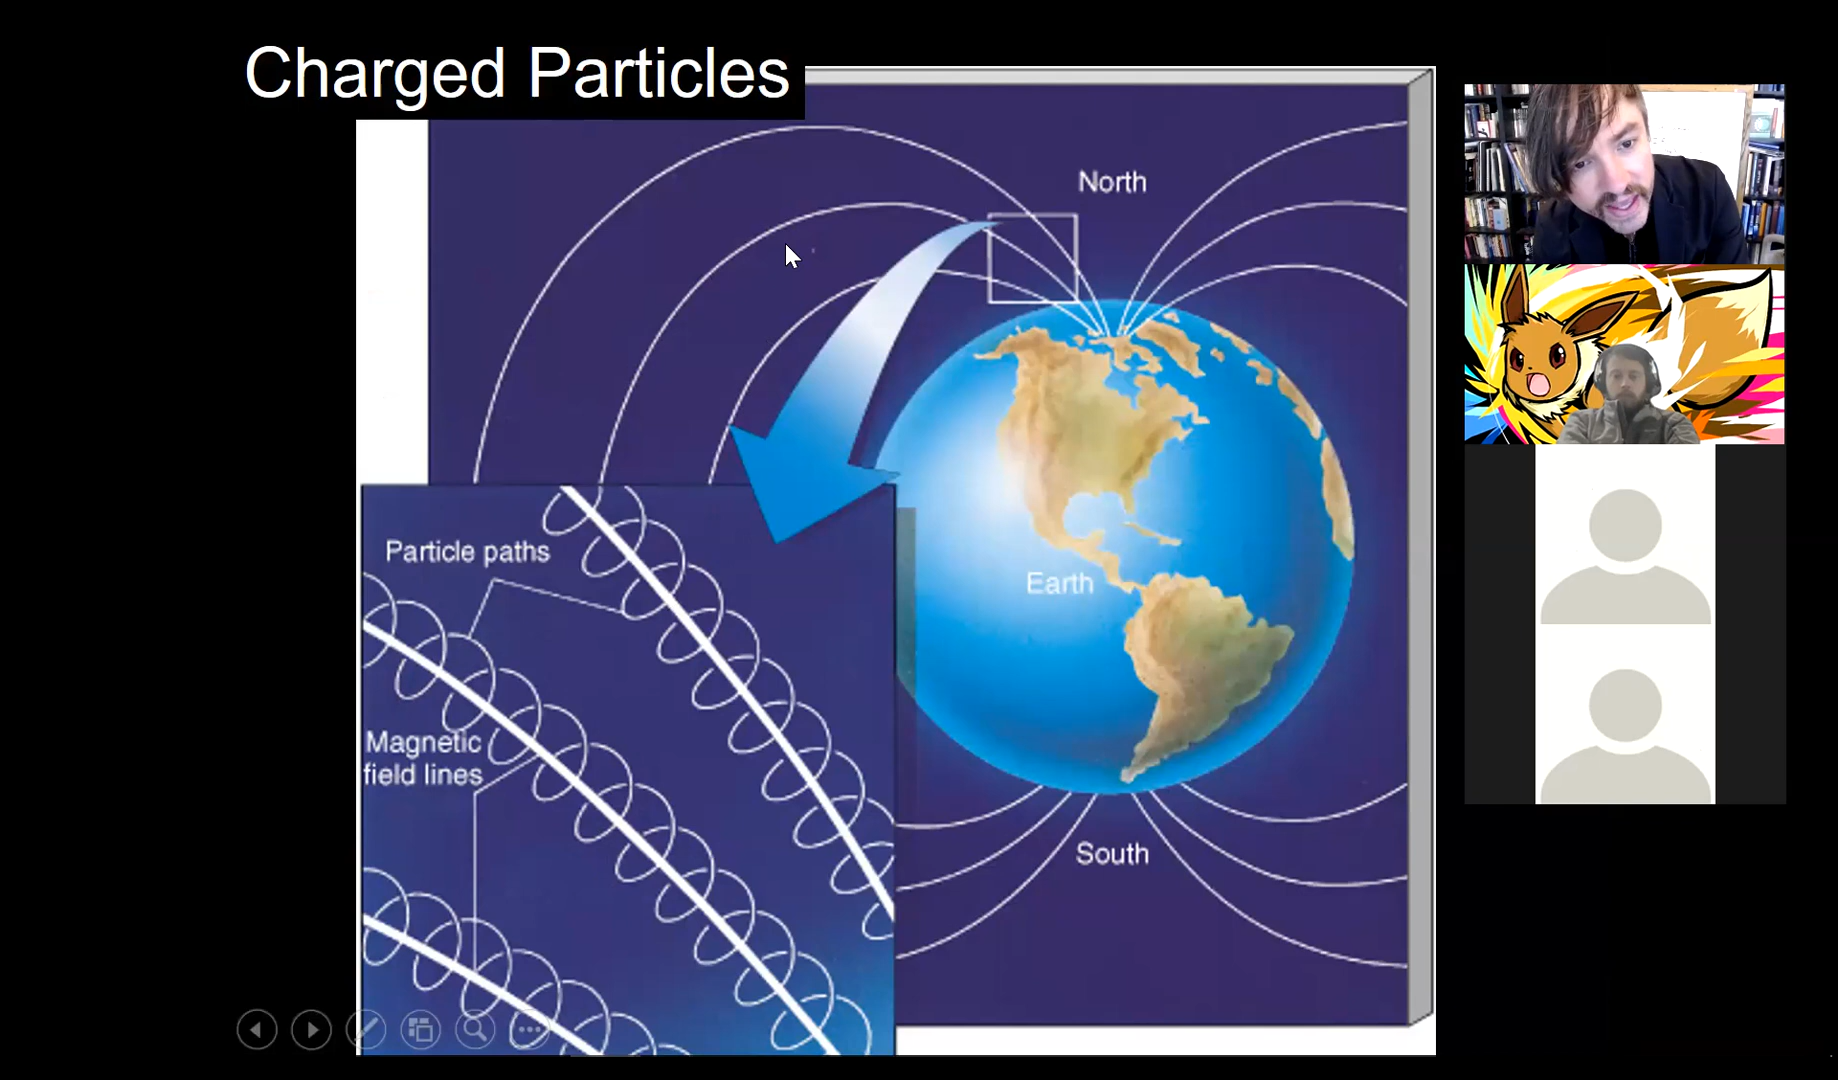 Charged Particles
North
Particle paths
Earth
Magnetic
field lines
South